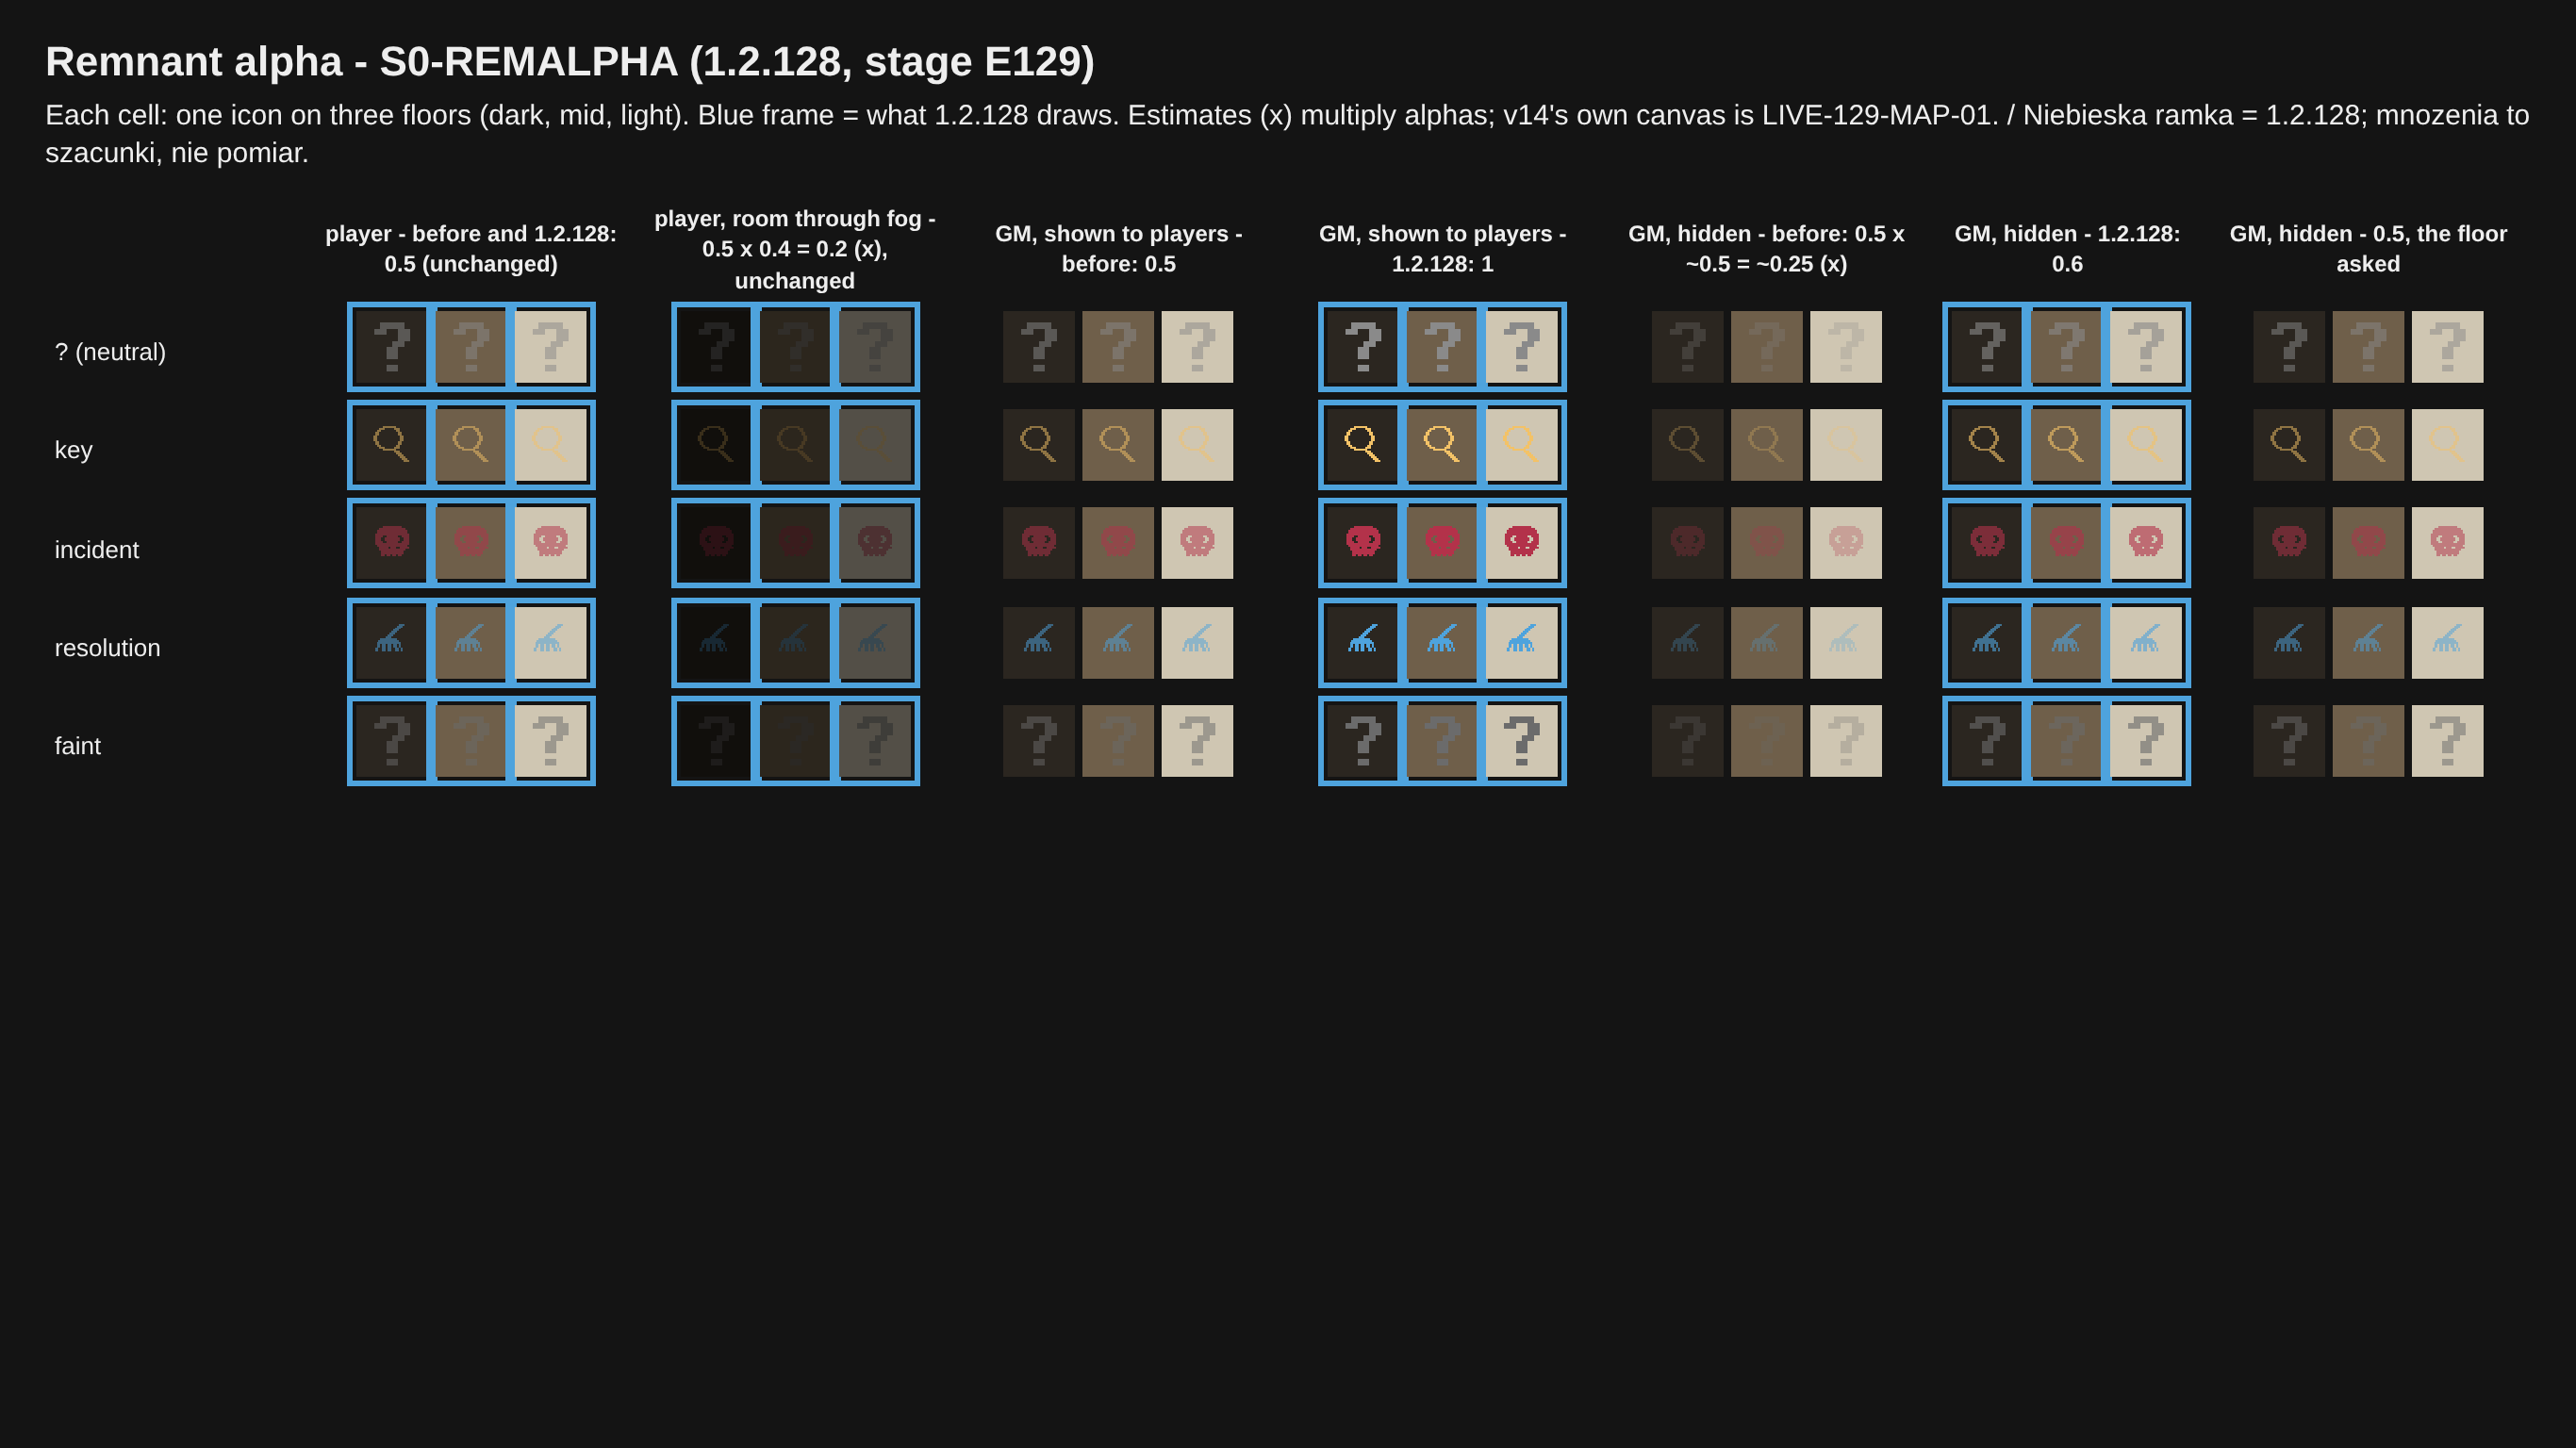 Remnant alpha - S0-REMALPHA (1.2.128, stage E129)
Each cell: one icon on three floors (dark, mid, light). Blue frame = what 1.2.128 draws. Estimates (x) multiply alphas; v14's own canvas is LIVE-129-MAP-01. / Niebieska ramka = 1.2.128; mnozenia to
szacunki, nie pomiar.
player - before and 1.2.128:
0.5 (unchanged)
player, room through fog -
0.5 x 0.4 = 0.2 (x),
unchanged
GM, shown to players -
before: 0.5
GM, shown to players -
1.2.128: 1
GM, hidden - before: 0.5 x
~0.5 = ~0.25 (x)
GM, hidden - 1.2.128:
0.6
GM, hidden - 0.5, the floor
asked
? (neutral)
key
incident
resolution
faint